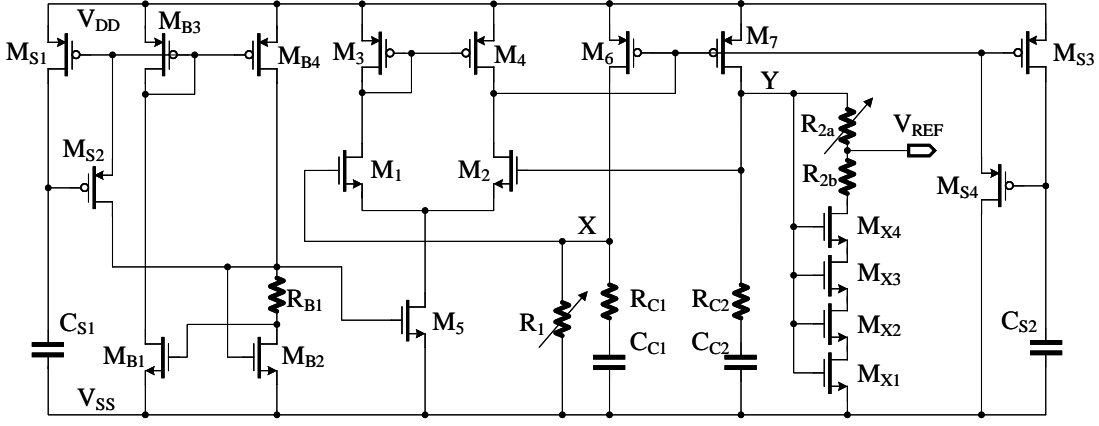 V_DD
M_B3
M_S1
M_B4
M_3
M_4
M_6
M_7
M_S3
Y
R_2a
V_REF
M_S2
M_1
M_2
R_2b
M_S4
X
M_X4
M_X3
R_B1
R_C1
R_C2
C_S1
M_5
R_1
M_X2
C_S2
M_B1
M_B2
C_C1
C_C2
M_X1
V_SS